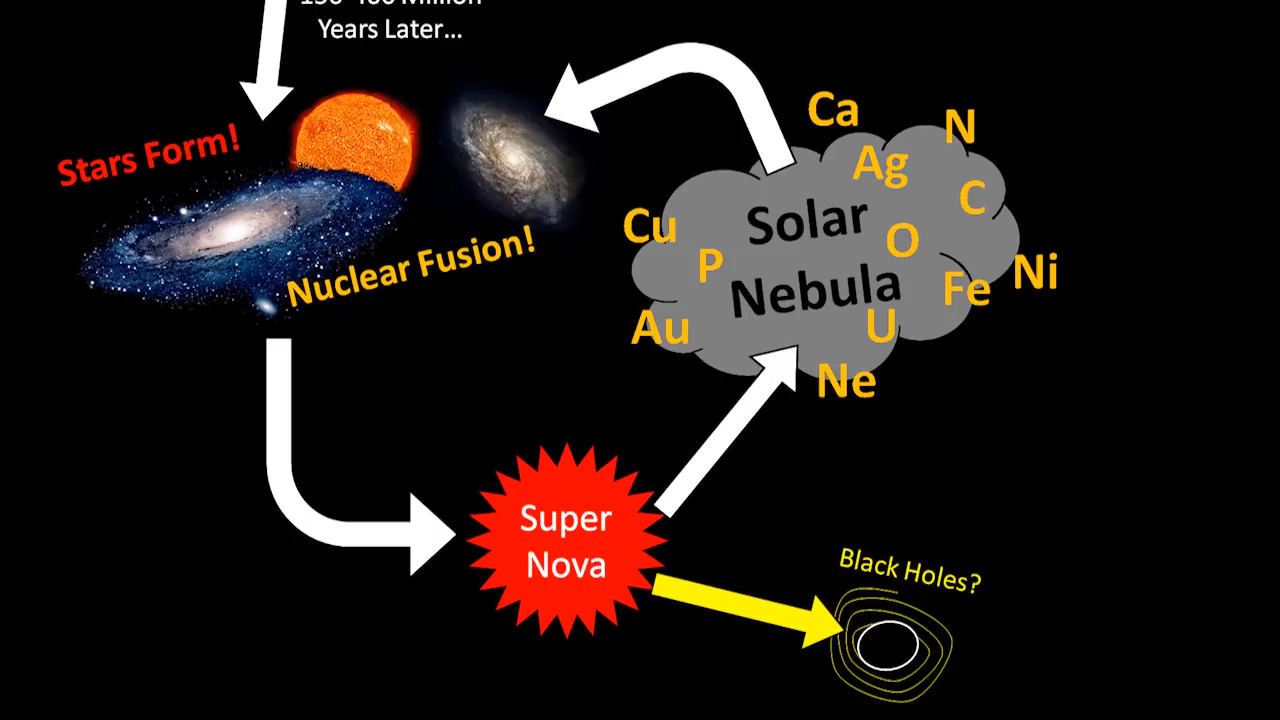 Years Later...
Stars Form!
Nuclear Fusion!
Ca
N
Ag
C
Cu
Solar
O
P
Ni
Nebula
Fe
Au
U
Ne
Super
Nova
Black Holes?